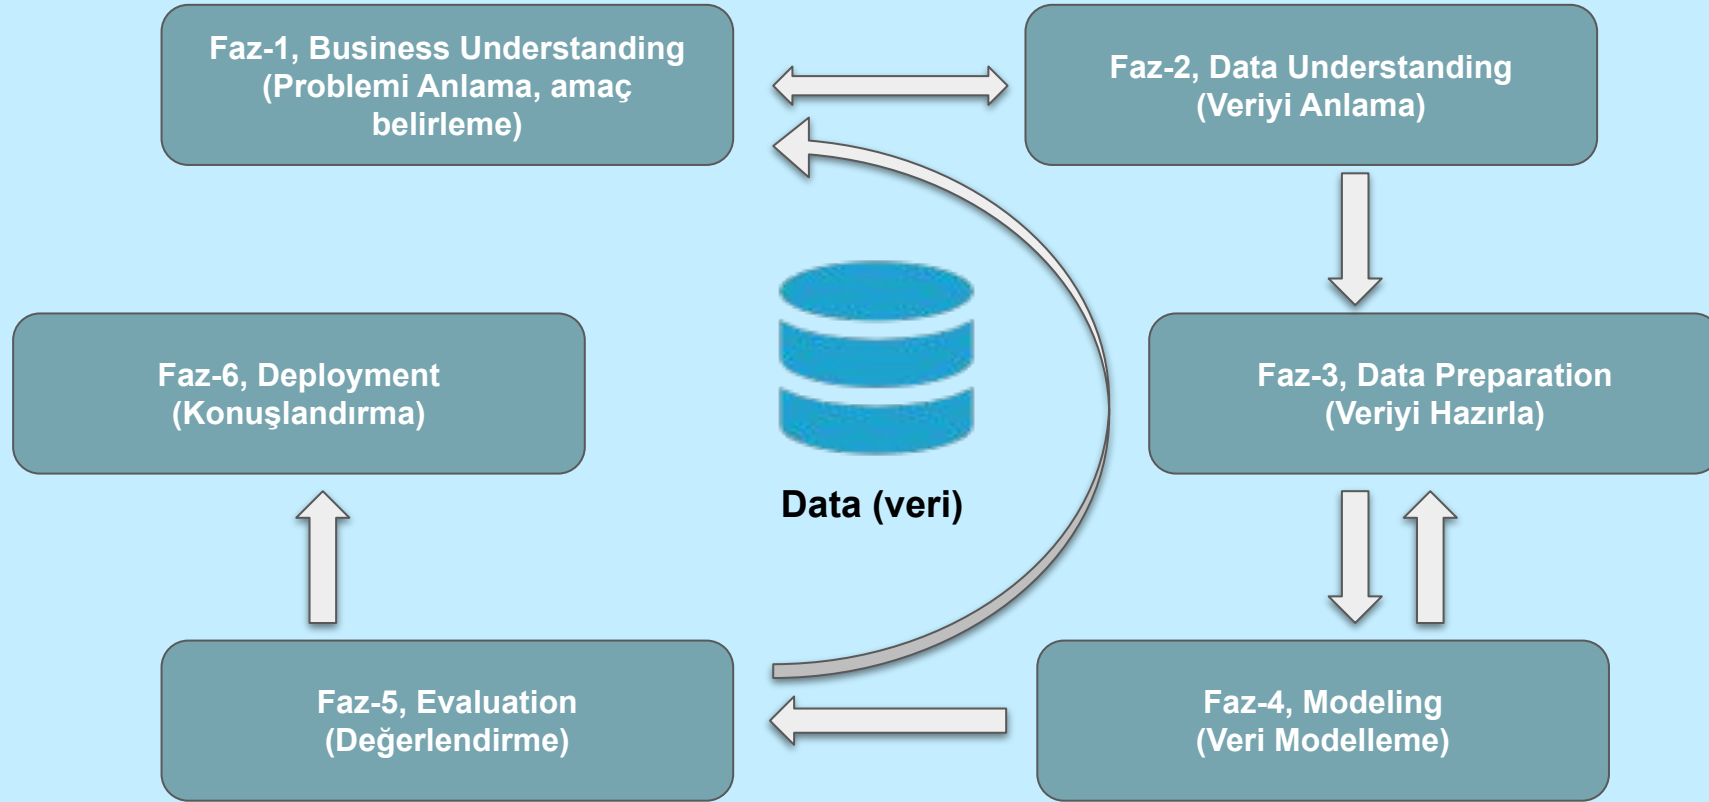 Faz-1, Business Understanding
(Problemi Anlama, amaç
belirleme)
Faz-2, Data Understanding
(Veriyi Anlama)
Faz-6, Deployment
(Konuşlandırma)
Faz-3, Data Preparation
(Veriyi Hazırla)
Data (veri)
Faz-5, Evaluation
(Değerlendirme)
Faz-4, Modeling
(Veri Modelleme)